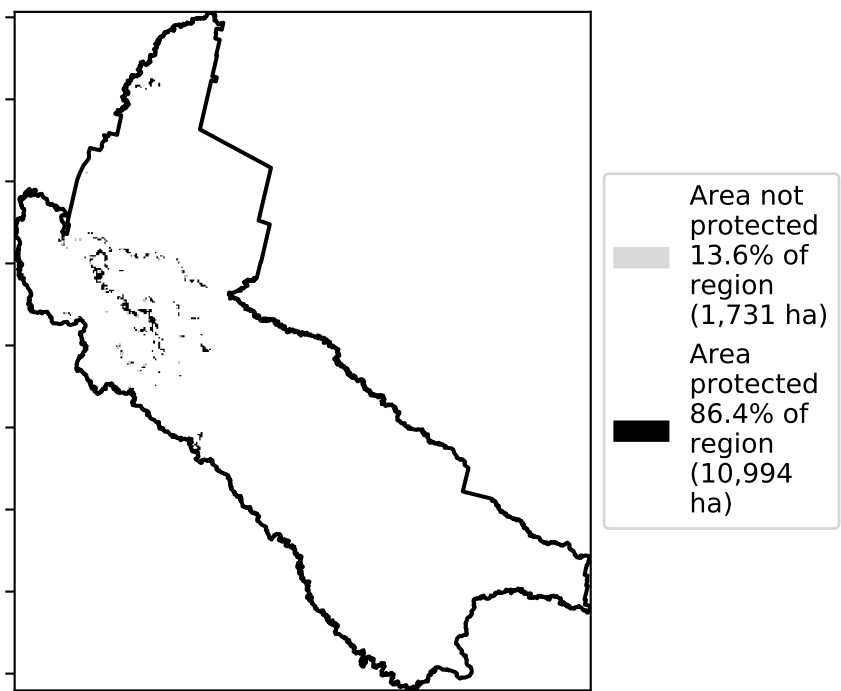 Area not
protected
13.6% of
region
(1,731 ha)
Area
protected
86.4% of
region
(10,994
ha)